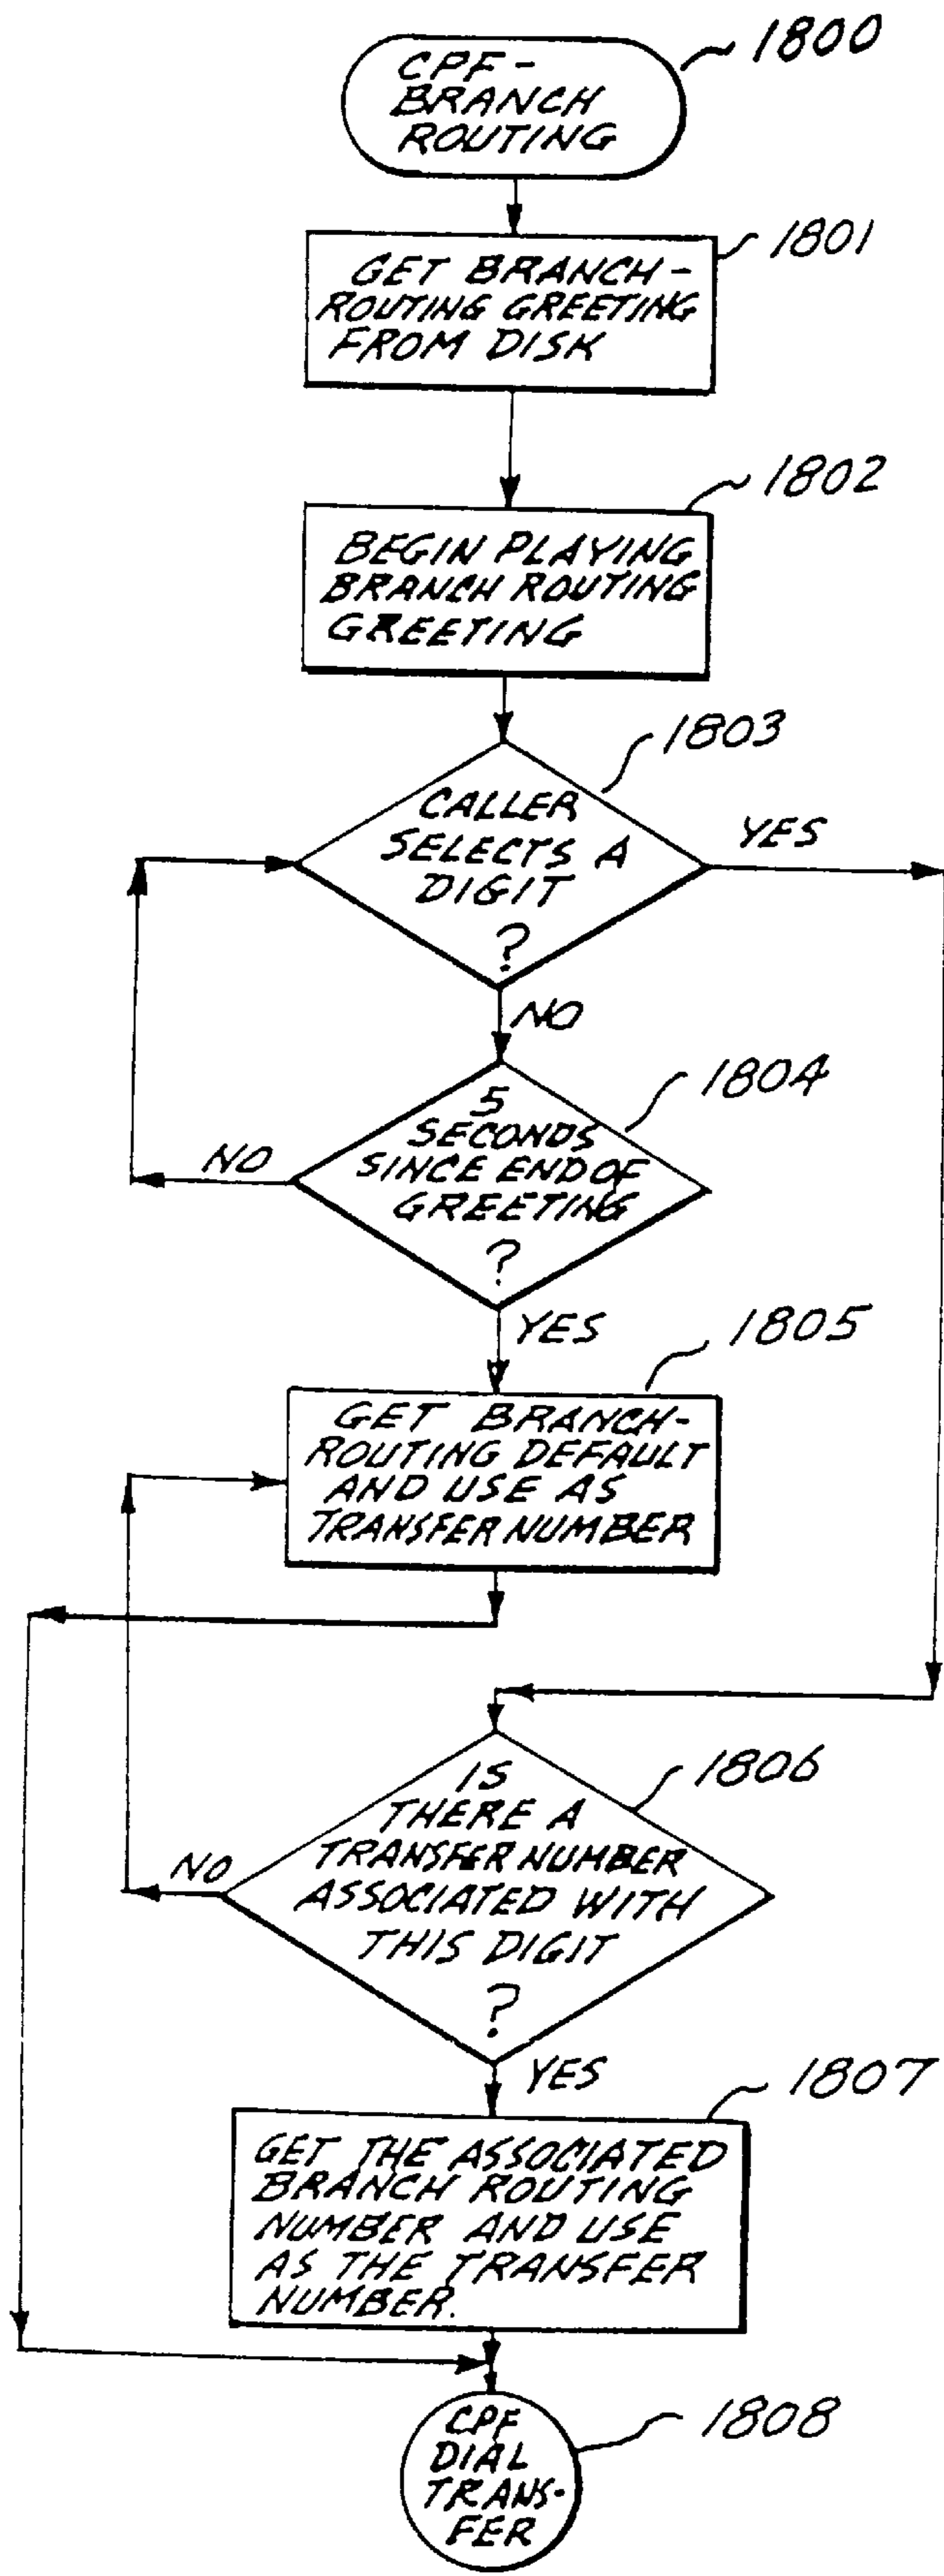 1800
CPF-
BRANCH
ROUTING
1801
GET BRANCH-
ROUTING GREETING
FROM DISK
1802
BEGIN PLAYING
BRANCH ROUTING
GREETING
1803
CALLER
SELECTS A
DIGIT
?
YES
NO
1804
5
SECONDS
SINCE END OF
GREETING
?
NO
YES
1805
GET BRANCH-
ROUTING DEFAULT
AND USE AS
TRANSFER NUMBER
1806
IS
THERE A
TRANSFER NUMBER
ASSOCIATED WITH
THIS DIGIT
?
NO
YES
1807
GET THE ASSOCIATED
BRANCH ROUTING
NUMBER AND USE
AS THE TRANSFER
NUMBER.
1808
CPF
DIAL
TRANS-
FER